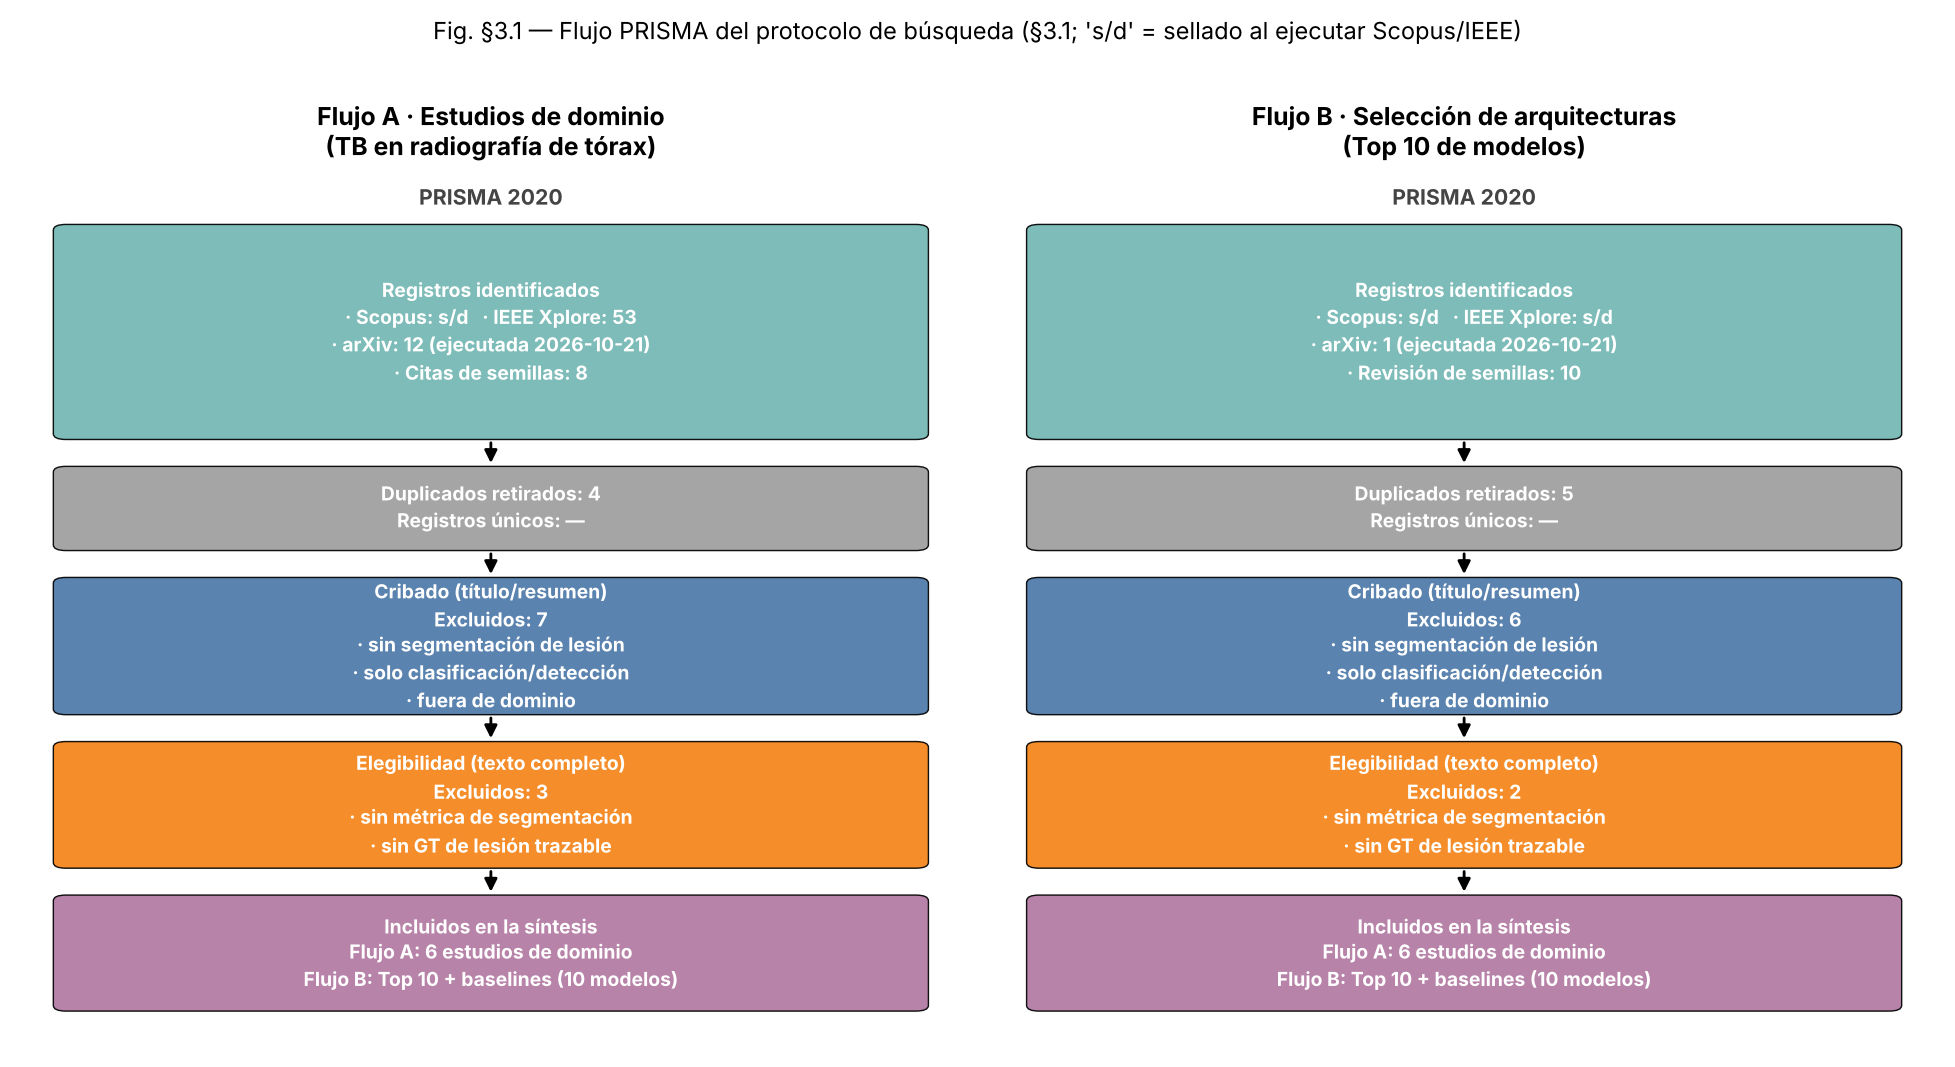 Fig. §3.1 — Flujo PRISMA del protocolo de búsqueda (§3.1; 's/d' = sellado al ejecutar Scopus/IEEE)
Flujo A · Estudios de dominio
(TB en radiografía de tórax)
PRISMA 2020
Registros identificados
· Scopus: s/d · IEEE Xplore: 53
· arXiv: 12 (ejecutada 2026-10-21)
· Citas de semillas: 8
Duplicados retirados: 4
Registros únicos: —
Cribado (título/resumen)
Excluidos: 7
· sin segmentación de lesión
· solo clasificación/detección
· fuera de dominio
Elegibilidad (texto completo)
Excluidos: 3
· sin métrica de segmentación
· sin GT de lesión trazable
Incluidos en la síntesis
Flujo A: 6 estudios de dominio
Flujo B: Top 10 + baselines (10 modelos)
Flujo B · Selección de arquitecturas
(Top 10 de modelos)
PRISMA 2020
Registros identificados
· Scopus: s/d · IEEE Xplore: s/d
· arXiv: 1 (ejecutada 2026-10-21)
· Revisión de semillas: 10
Duplicados retirados: 5
Registros únicos: —
Cribado (título/resumen)
Excluidos: 6
· sin segmentación de lesión
· solo clasificación/detección
· fuera de dominio
Elegibilidad (texto completo)
Excluidos: 2
· sin métrica de segmentación
· sin GT de lesión trazable
Incluidos en la síntesis
Flujo A: 6 estudios de dominio
Flujo B: Top 10 + baselines (10 modelos)